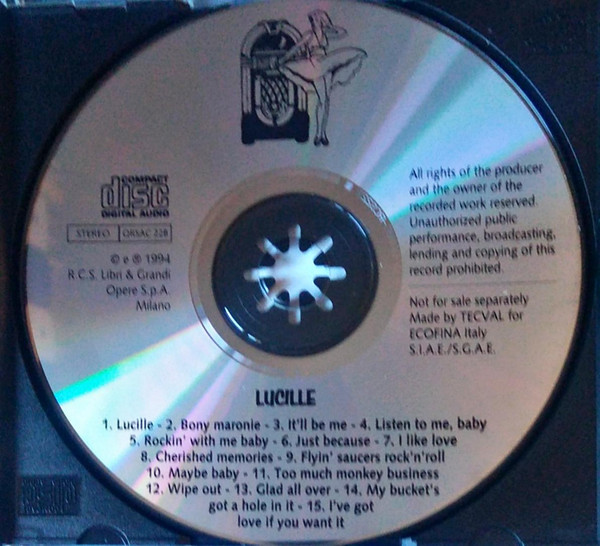 COMPACT
disc
DIGITAL AUDIO
STEREO ORSAC 228
© e ℗ 1994
R.C.S. Libri & Grandi
Opere S.p.A.
Milano
All rights of the producer
and the owner of the
recorded work reserved.
Unauthorized public
performance, broadcasting,
lending and copying of this
record prohibited.
Not for sale separately
Made by TECVAL for
ECOFINA Italy
S.I.A.E./S.G.A.E.
LUCILLE
1. Lucille - 2. Bony maronie - 3. It'll be me - 4. Listen to me, baby
5. Rockin' with me baby - 6. Just because - 7. I like love
8. Cherished memories - 9. Flyin' saucers rock'n'roll
10. Maybe baby - 11. Too much monkey business
12. Wipe out - 13. Glad all over - 14. My bucket's
got a hole in it - 15. I've got
love if you want it